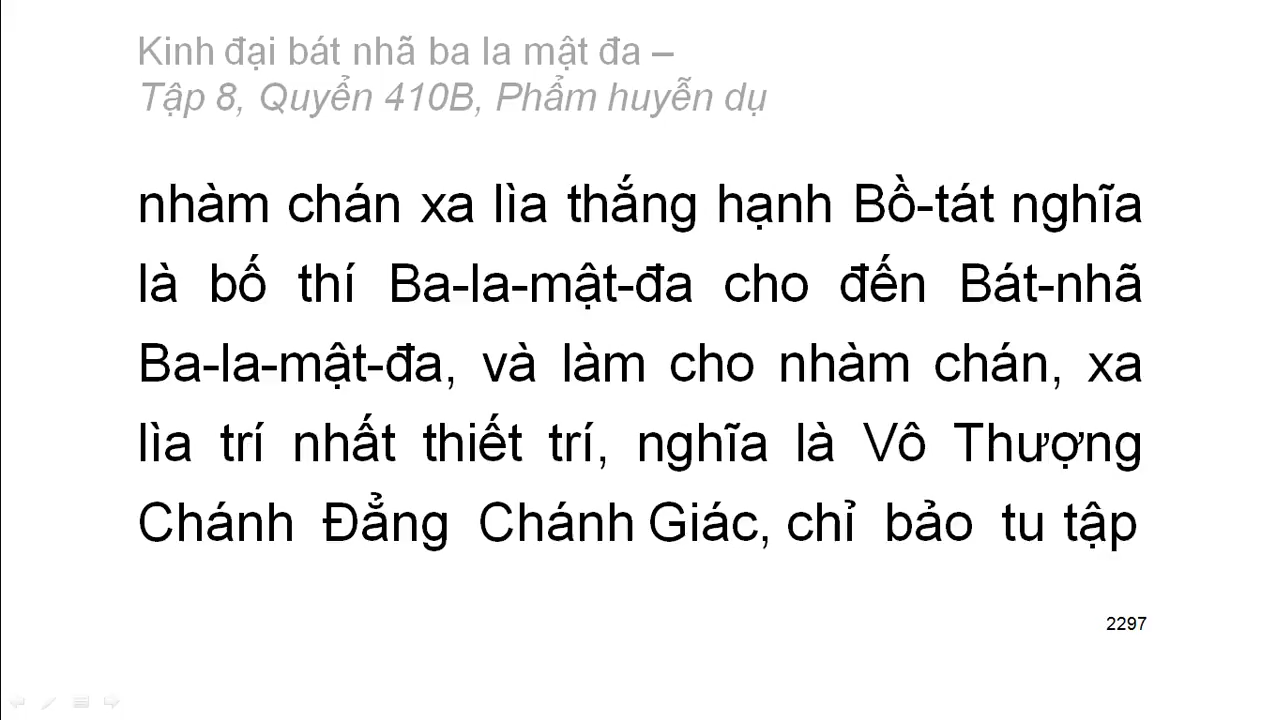 Kinh đại bát nhã ba la mật đa –
Tập 8, Quyển 410B, Phẩm huyễn dụ
nhàm chán xa lìa thắng hạnh Bồ-tát nghĩa
là bố thí Ba-la-mật-đa cho đến Bát-nhã
Ba-la-mật-đa, và làm cho nhàm chán, xa
lìa trí nhất thiết trí, nghĩa là Vô Thượng
Chánh Đẳng Chánh Giác, chỉ bảo tu tập
2297